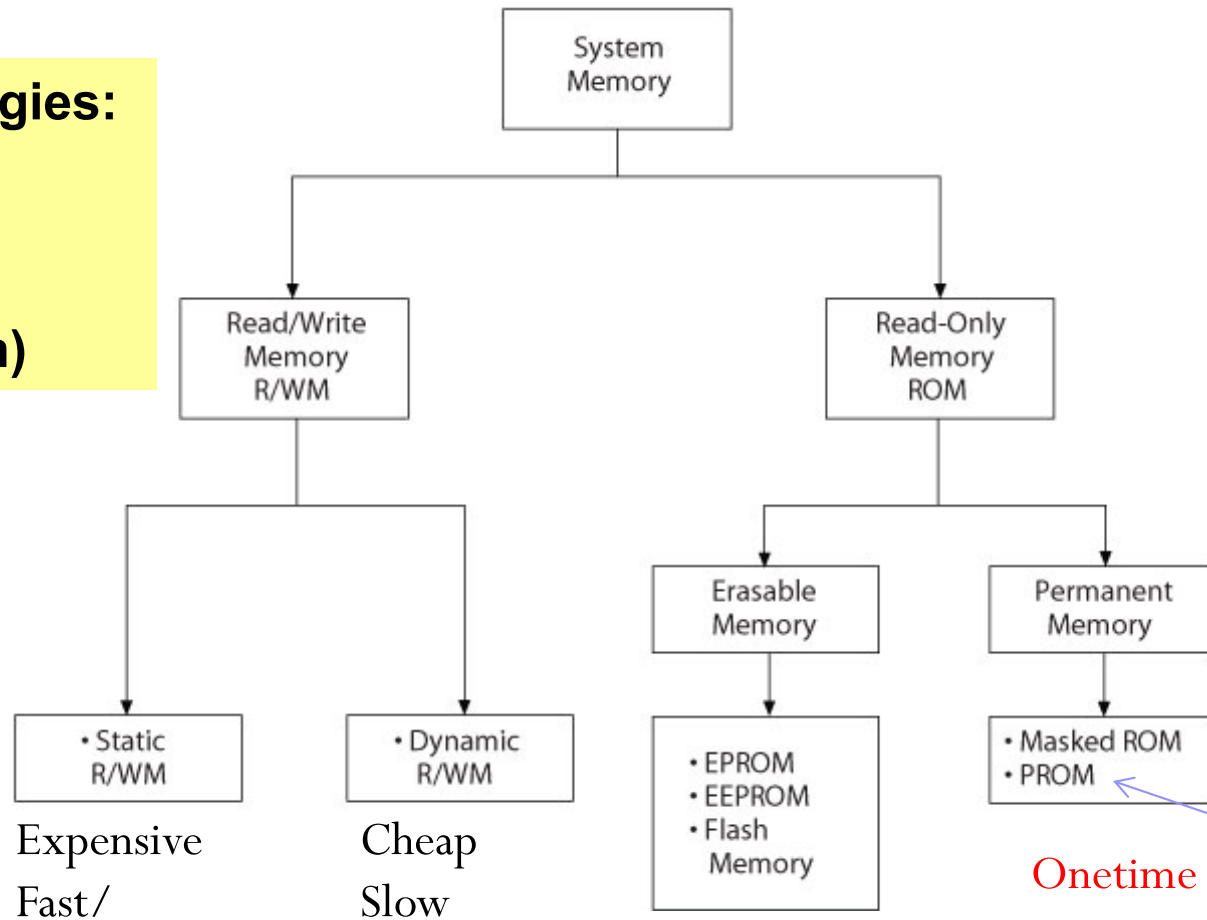 gies:
n)
System
Memory
Read/Write
Memory
R/WM
Read-Only
Memory
ROM
Erasable
Memory
Permanent
Memory
• Static
R/WM
• Dynamic
R/WM
• EPROM
• EEPROM
• Flash
Memory
• Masked ROM
• PROM
Expensive
Fast/
Cheap
Slow
Onetime